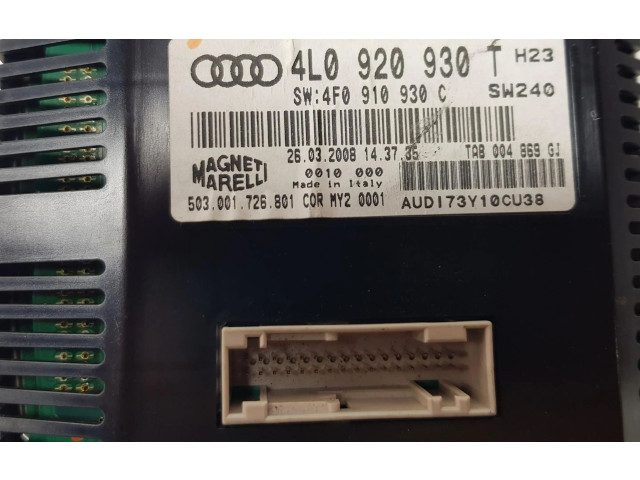 4L0 920 930 T H23
SW:4F0 910 930 C SW240
26.03.2008 14.37.35 TAB 004 869 GJ
MAGNETI
MARELLI
0010 000
Made in Italy
503.001.726.801 COR MY2 0001 AUDI73Y10CU38